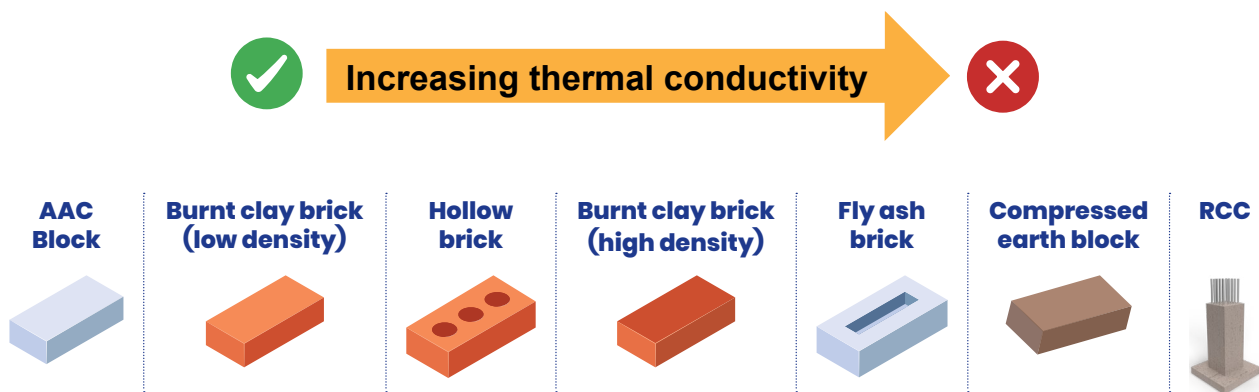 Increasing thermal conductivity
AAC
Block
Burnt clay brick
(low density)
Hollow
brick
Burnt clay brick
(high density)
Fly ash
brick
Compressed
earth block
RCC